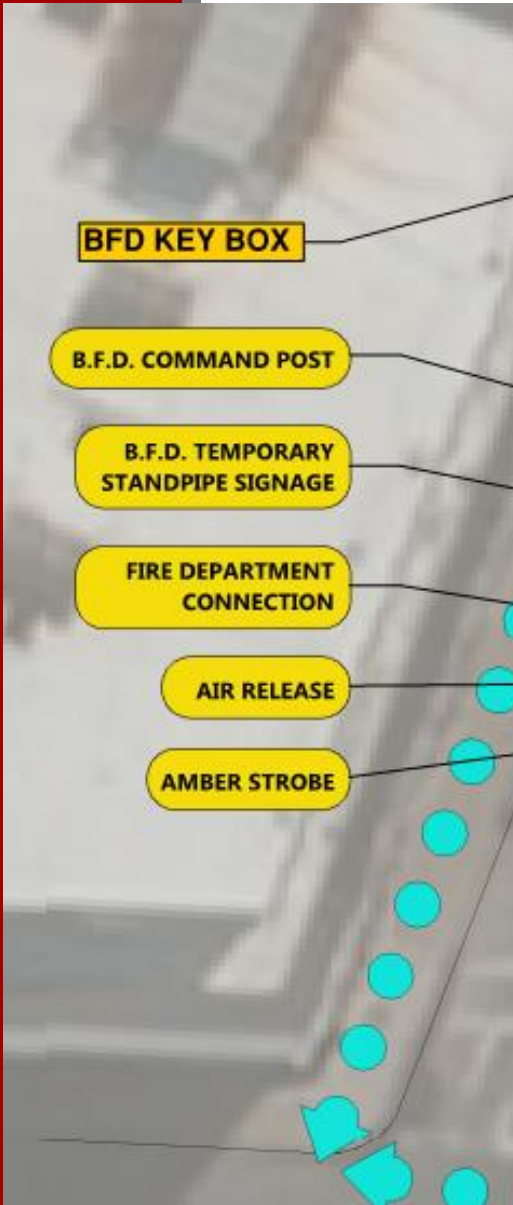 BFD KEY BOX
B.F.D. COMMAND POST
B.F.D. TEMPORARY
STANDPIPE SIGNAGE
FIRE DEPARTMENT
CONNECTION
AIR RELEASE
AMBER STROBE